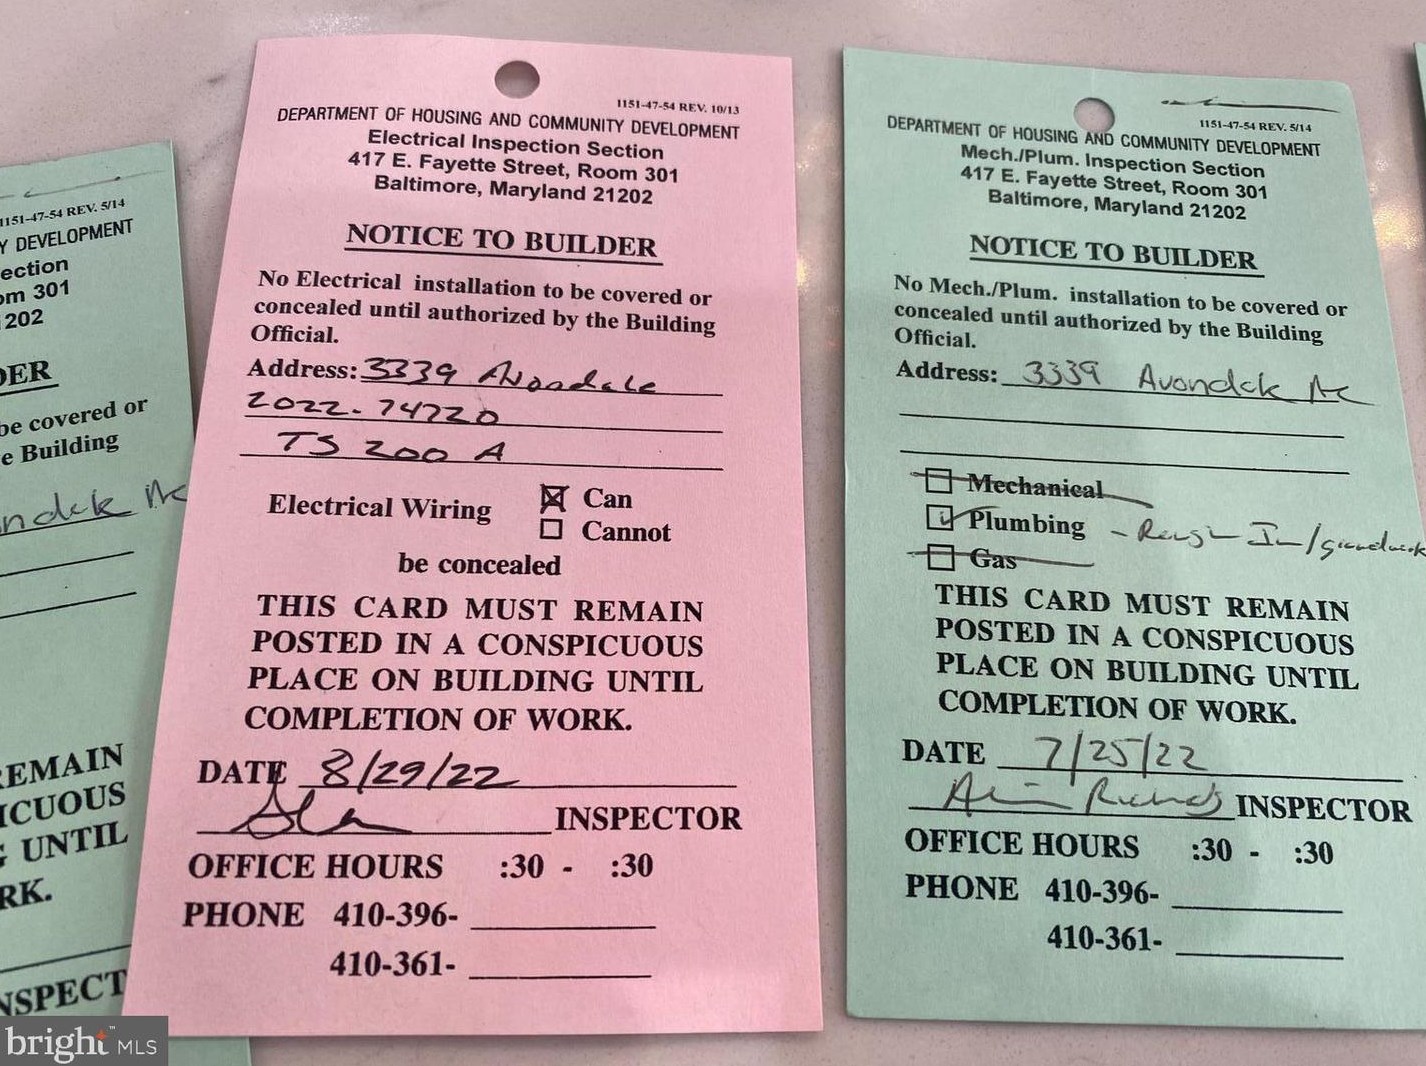 1151-47-54 REV. 5/14
Y DEVELOPMENT
ection
om 301
202
DER
be covered or
e Building
ndale Ave
REMAIN
ICUOUS
G UNTIL
RK.
NSPECT
1151-47-54 REV. 10/13
DEPARTMENT OF HOUSING AND COMMUNITY DEVELOPMENT
Electrical Inspection Section
417 E. Fayette Street, Room 301
Baltimore, Maryland 21202
NOTICE TO BUILDER
No Electrical installation to be covered or
concealed until authorized by the Building
Official.
Address: 3339 Avondale
2022-74720
TS 200 A
Electrical Wiring Can
Cannot
be concealed
THIS CARD MUST REMAIN
POSTED IN A CONSPICUOUS
PLACE ON BUILDING UNTIL
COMPLETION OF WORK.
DATE 8/29/22
INSPECTOR
OFFICE HOURS :30 - :30
PHONE 410-396-
410-361-
1151-47-54 REV. 5/14
DEPARTMENT OF HOUSING AND COMMUNITY DEVELOPMENT
Mech./Plum. Inspection Section
417 E. Fayette Street, Room 301
Baltimore, Maryland 21202
NOTICE TO BUILDER
No Mech./Plum. installation to be covered or
concealed until authorized by the Building
Official.
Address: 3339 Avondale Ave
Mechanical
Plumbing - Rough In/groundwork
Gas
THIS CARD MUST REMAIN
POSTED IN A CONSPICUOUS
PLACE ON BUILDING UNTIL
COMPLETION OF WORK.
DATE 7/25/22
INSPECTOR
OFFICE HOURS :30 - :30
PHONE 410-396-
410-361-
bright MLS